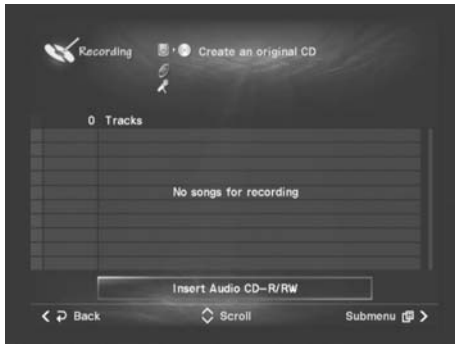 Recording Create an original CD
0 Tracks
No songs for recording
Insert Audio CD-R/RW
Back Scroll Submenu